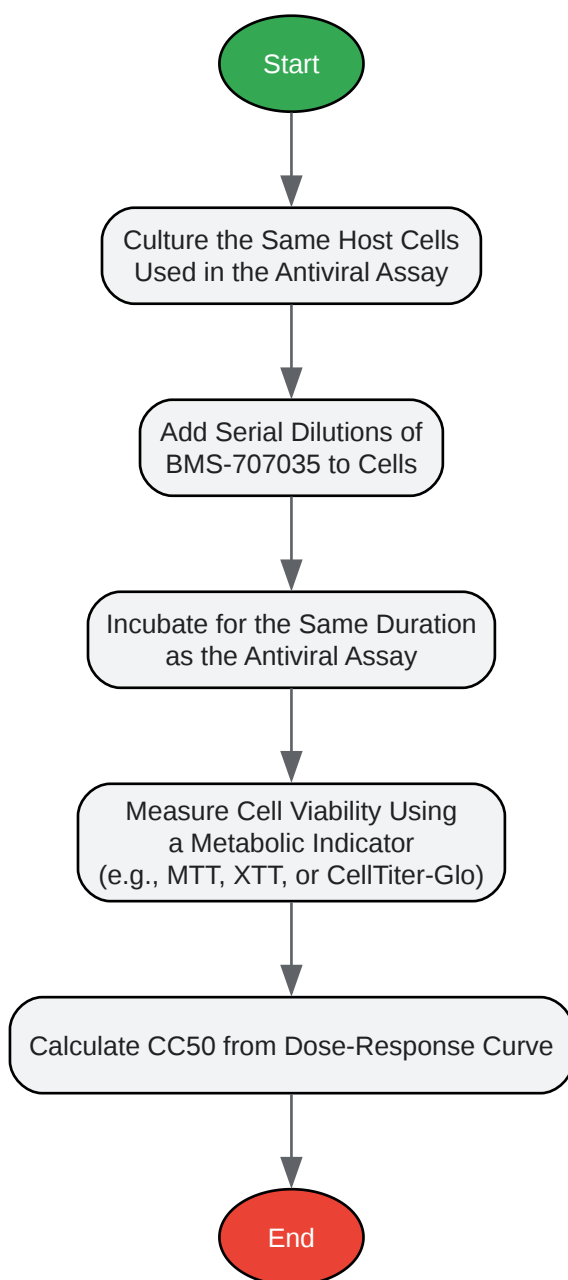 Start
Culture the Same Host Cells
Used in the Antiviral Assay
Add Serial Dilutions of
BMS-707035 to Cells
Incubate for the Same Duration
as the Antiviral Assay
Measure Cell Viability Using
a Metabolic Indicator
(e.g., MTT, XTT, or CellTiter-Glo)
Calculate CC50 from Dose-Response Curve
End